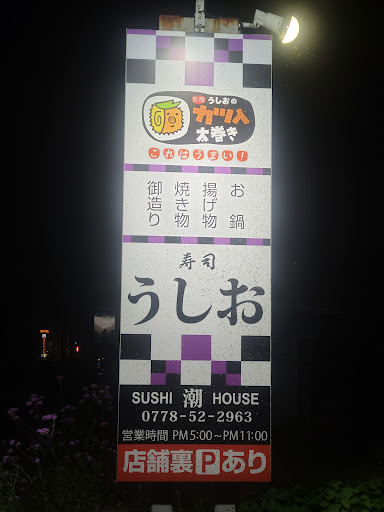 元祖 うしおの
カツ入
太巻き
これはうまい!
お鍋
揚げ物
焼き物
御造り
寿司
うしお
SUSHI 潮 HOUSE
0778-52-2963
営業時間 PM5:00～PM11:00
店舗裏Pあり